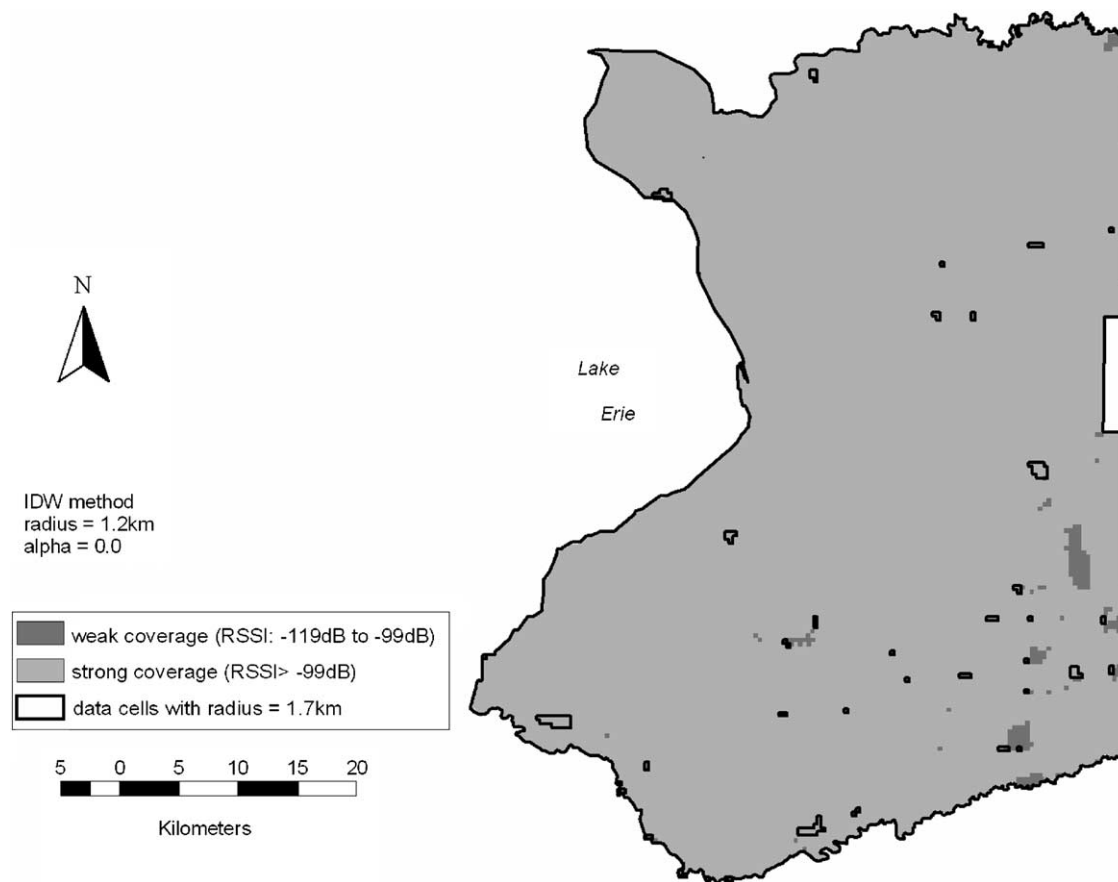 N
Lake
Erie
IDW method
radius = 1.2km
alpha = 0.0
weak coverage (RSSI: -119dB to -99dB)
strong coverage (RSSI> -99dB)
data cells with radius = 1.7km
5 0 5 10 15 20
Kilometers